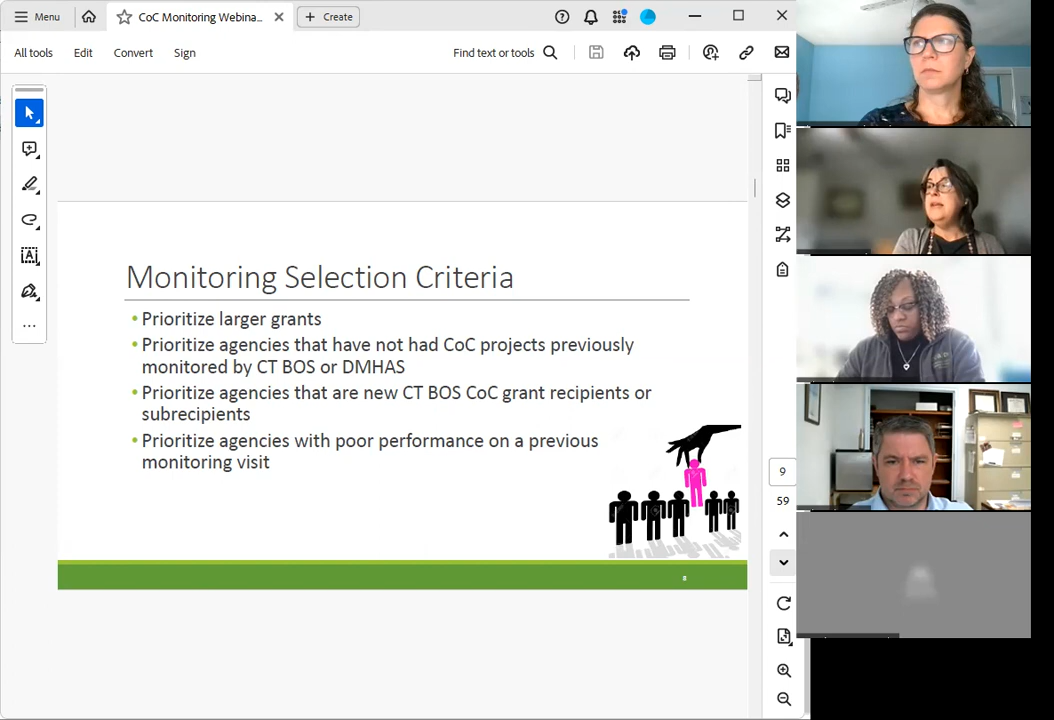 Menu
CoC Monitoring Webina...
Create
All tools
Edit
Convert
Sign
Find text or tools
Monitoring Selection Criteria
• Prioritize larger grants
• Prioritize agencies that have not had CoC projects previously
monitored by CT BOS or DMHAS
• Prioritize agencies that are new CT BOS CoC grant recipients or
subrecipients
• Prioritize agencies with poor performance on a previous
monitoring visit
8
9
59